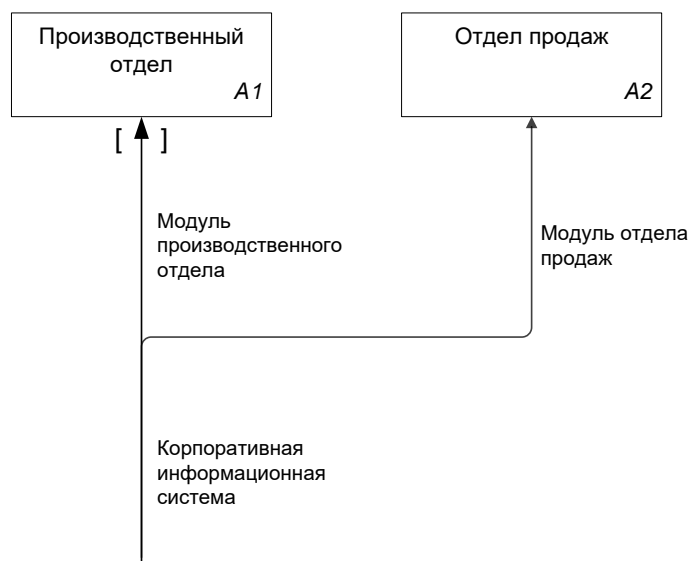 Производственный
отдел
A1
Отдел продаж
A2
[ ]
Модуль
производственного
отдела
Модуль отдела
продаж
Корпоративная
информационная
система